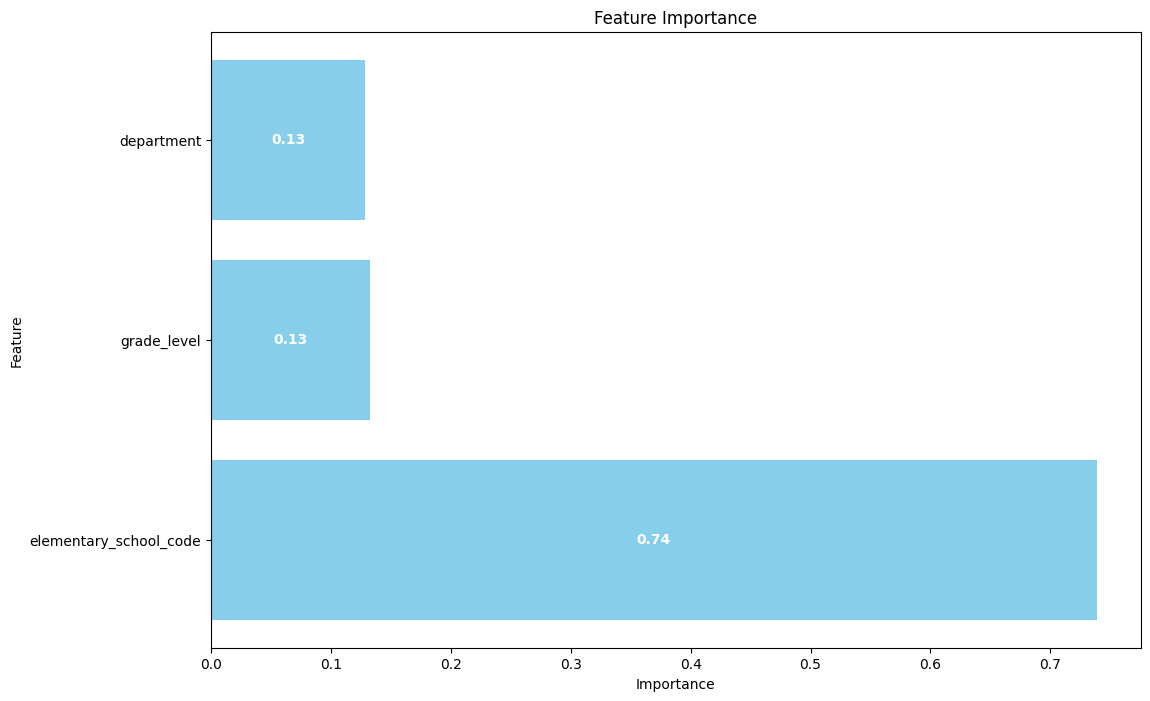 Feature Importance
department
0.13
grade_level
0.13
Feature
elementary_school_code
0.74
0.0 0.1 0.2 0.3 0.4 0.5 0.6 0.7
Importance